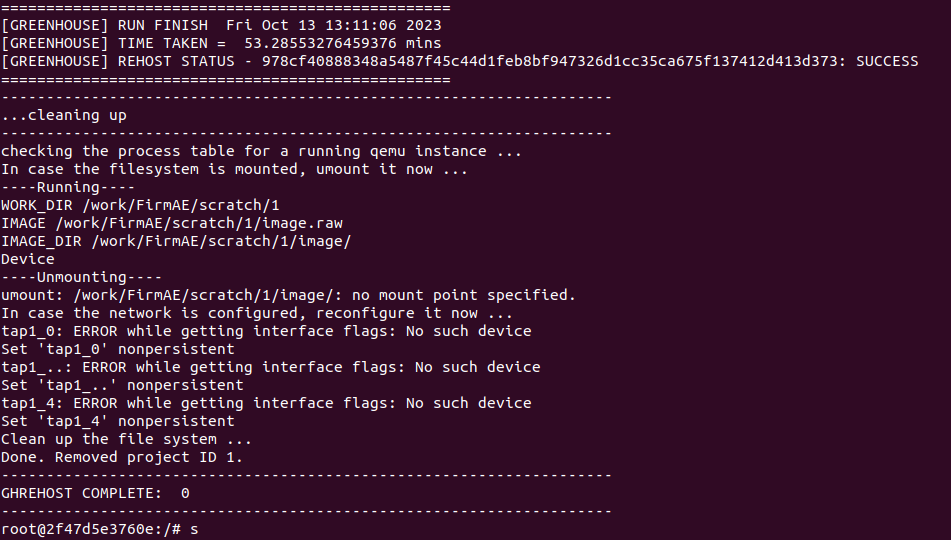 ==================================================
[GREENHOUSE] RUN FINISH  Fri Oct 13 13:11:06 2023
[GREENHOUSE] TIME TAKEN =  53.28553276459376 mins
[GREENHOUSE] REHOST STATUS - 978cf40888348a5487f45c44d1feb8bf947326d1cc35ca675f137412d413d373: SUCCESS
==================================================
--------------------------------------------------------------------
...cleaning up
--------------------------------------------------------------------
checking the process table for a running qemu instance ...
In case the filesystem is mounted, umount it now ...
----Running----
WORK_DIR /work/FirmAE/scratch/1
IMAGE /work/FirmAE/scratch/1/image.raw
IMAGE_DIR /work/FirmAE/scratch/1/image/
Device
----Unmounting----
umount: /work/FirmAE/scratch/1/image/: no mount point specified.
In case the network is configured, reconfigure it now ...
tap1_0: ERROR while getting interface flags: No such device
Set 'tap1_0' nonpersistent
tap1_..: ERROR while getting interface flags: No such device
Set 'tap1_..' nonpersistent
tap1_4: ERROR while getting interface flags: No such device
Set 'tap1_4' nonpersistent
Clean up the file system ...
Done. Removed project ID 1.
--------------------------------------------------------------------
GHREHOST COMPLETE:  0
--------------------------------------------------------------------
root@2f47d5e3760e:/# s